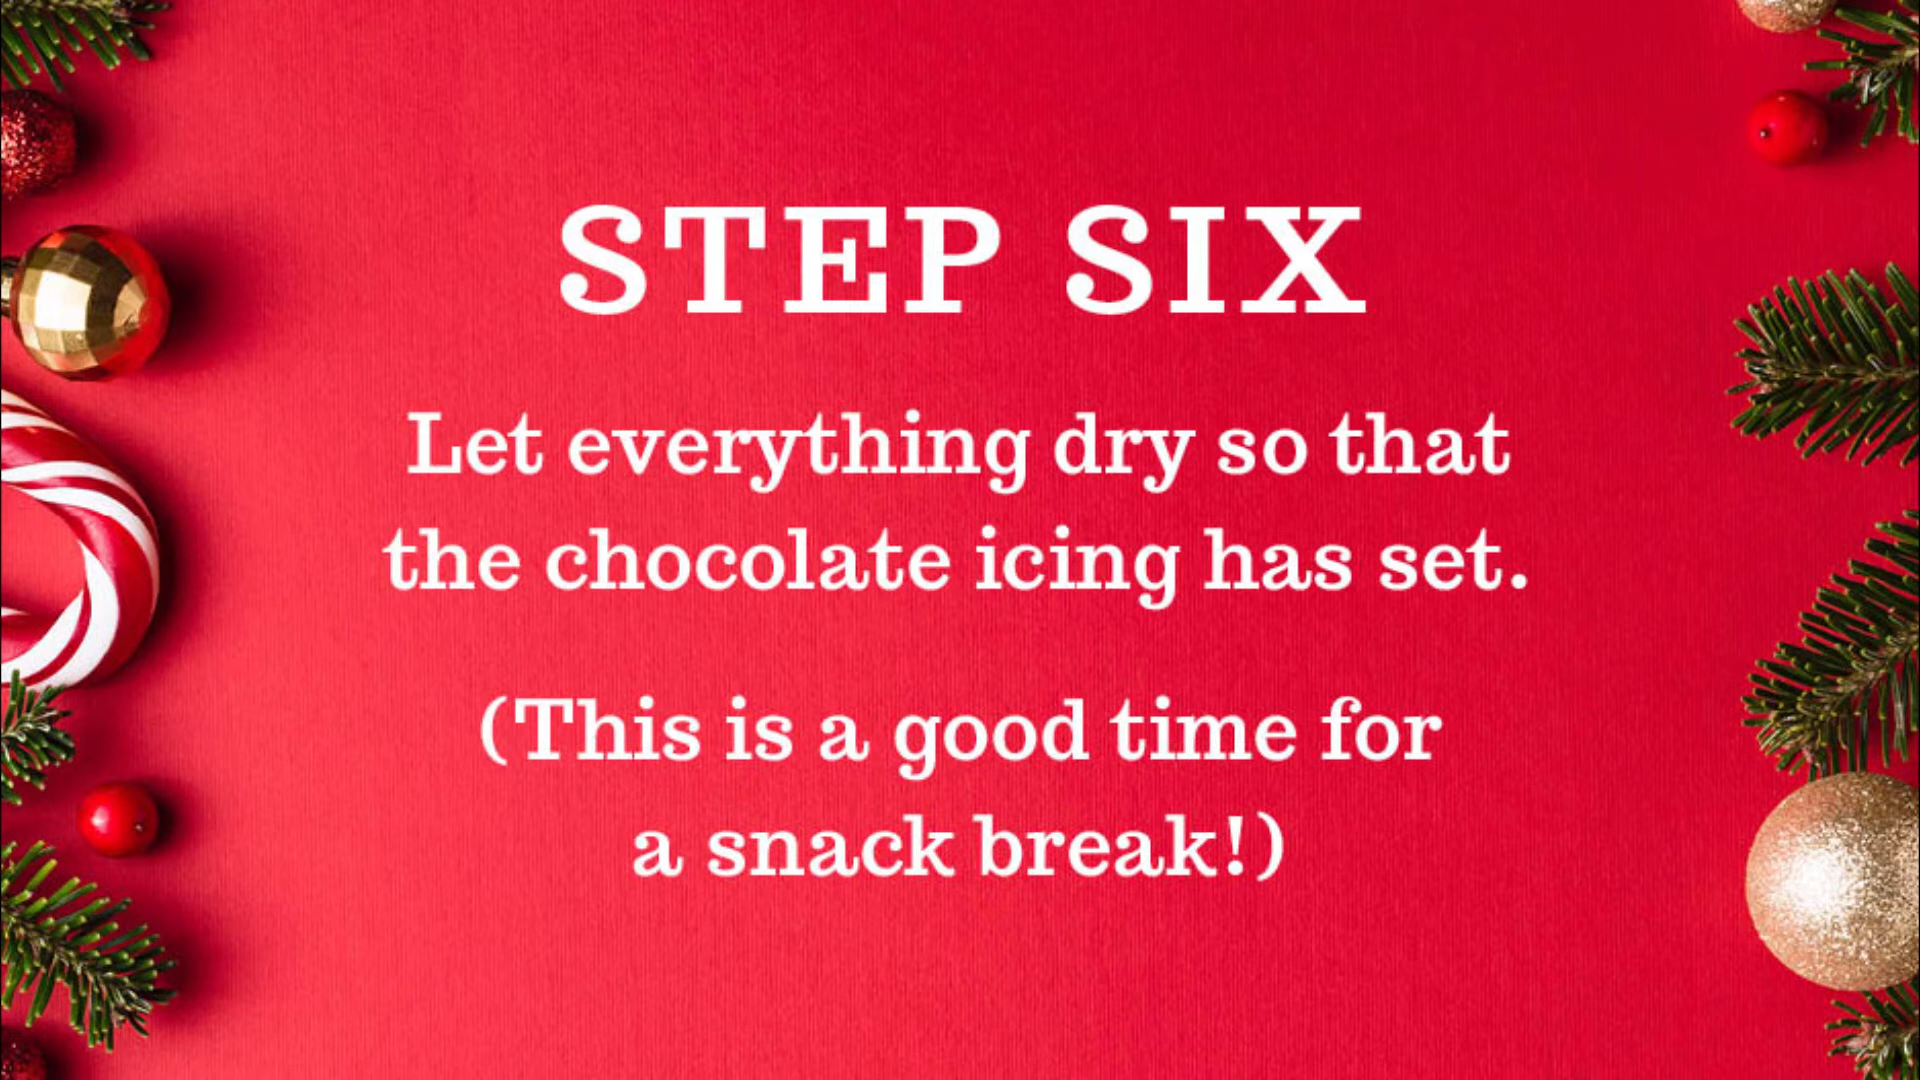 STEP SIX
Let everything dry so that
the chocolate icing has set.
(This is a good time for
a snack break!)